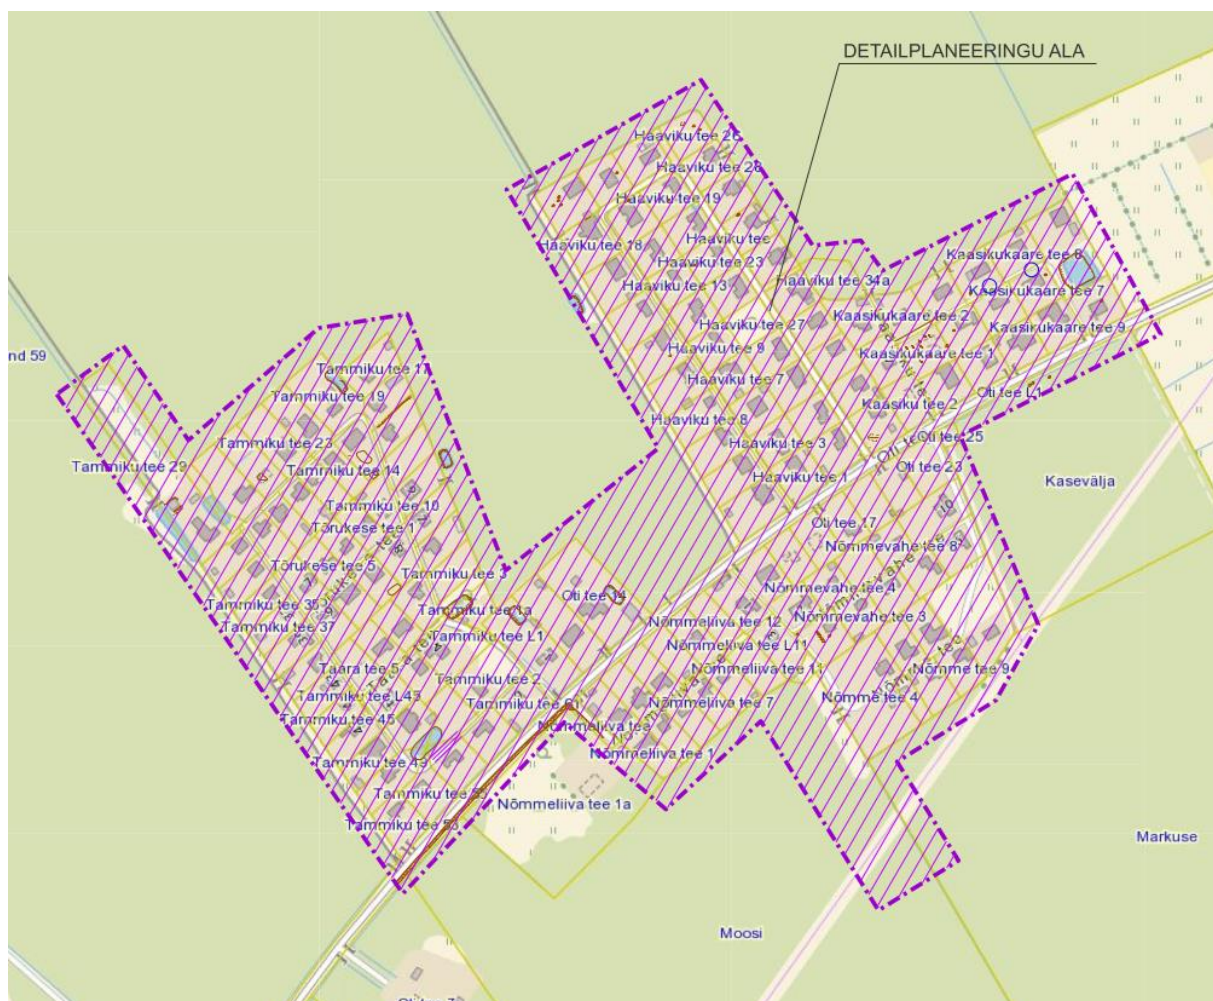 DETAILPLANEERINGU ALA
Haaviku tee 26
Haaviku tee 28
Haaviku tee 19
Haaviku tee
Haaviku tee 18
Haaviku tee 23
Haaviku tee 13
Haaviku tee 34a
Kaasikukaare tee 8
Kaasikukaare tee 7
Kaasikukaare tee 2
Kaasikukaare tee 9
Haaviku tee 27
Haaviku tee 9
Kaasikukaare tee 1
nd 59
Tammiku tee 17
Haaviku tee 7
Oti tee L1
Tammiku tee 19
Kaasiku tee 2
Haaviku tee 8
Tammiku tee 23
Haaviku tee 3
Oti tee 25
Tammiku tee 29
Tammiku tee 14
Haaviku tee 1
Oti tee 23
Kasevälja
Tammiku tee 10
Tõrukese tee 1
Oti tee 17
10
Nõmmevahe tee 8
Tõrukese tee 5
Tammiku tee 3
Nõmmevahe tee 4
Oti tee 14
Tammiku tee 35
Tammiku tee 1a
Nõmmevahe tee 3
Nõmmeliiva tee 12
Tammiku tee 37
Tammiku tee L1
Nõmmeliiva tee L11
Taara tee 5
Nõmmeliiva tee 11
Nõmme tee 9
Tammiku tee 2
Tammiku tee L45
Nõmme tee 4
Nõmmeliiva tee 7
Tammiku tee 45
Nõmmeliiva tee
Nõmmeliiva tee 1
Tammiku tee 49
Tammiku tee 55
Nõmmeliiva tee 1a
Tammiku tee 53
Markuse
Moosi